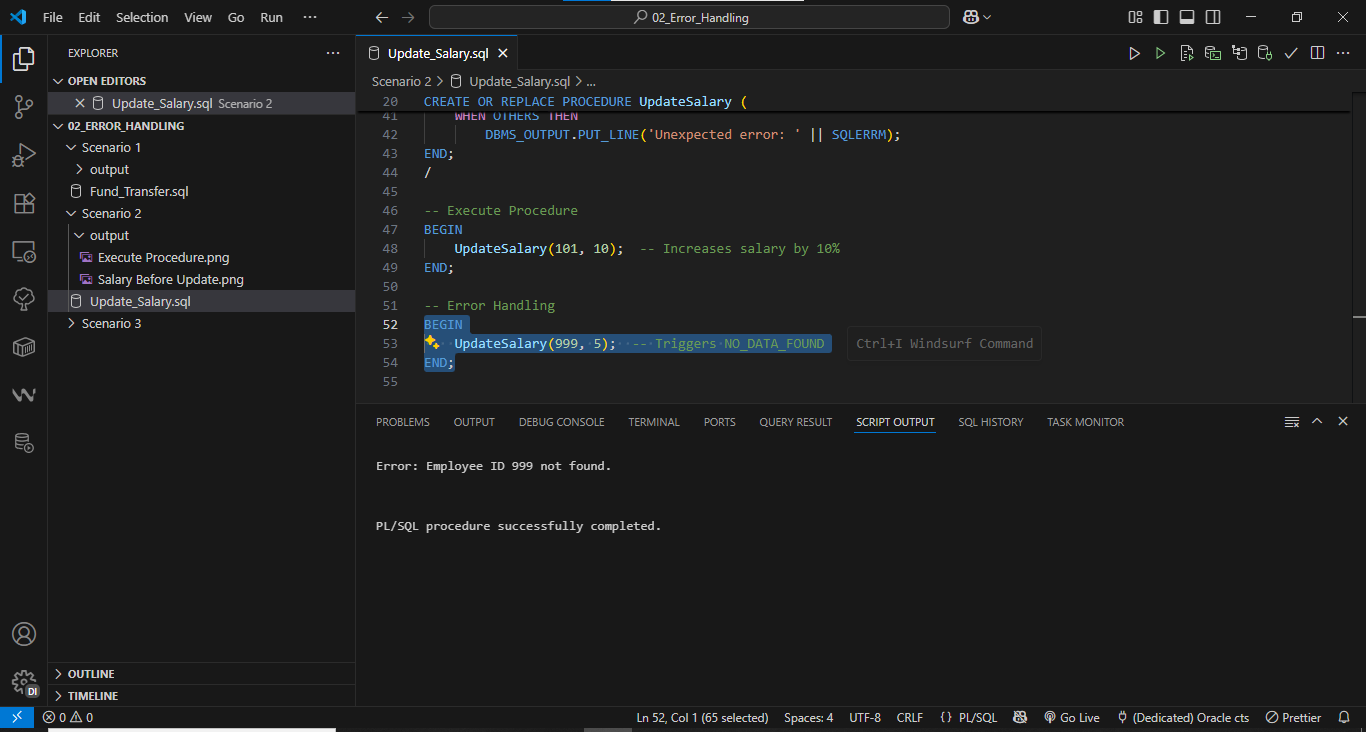 File Edit Selection View Go Run ··· 02_Error_Handling
EXPLORER ···
OPEN EDITORS
Update_Salary.sql Scenario 2
02_ERROR_HANDLING
Scenario 1
output
Fund_Transfer.sql
Scenario 2
output
Execute Procedure.png
Salary Before Update.png
Update_Salary.sql
Scenario 3
OUTLINE
TIMELINE
Update_Salary.sql
Scenario 2 > Update_Salary.sql > ...
20 CREATE OR REPLACE PROCEDURE UpdateSalary (
41 WHEN OTHERS THEN
42 DBMS_OUTPUT.PUT_LINE('Unexpected error: ' || SQLERRM);
43 END;
44 /
45
46 -- Execute Procedure
47 BEGIN
48 UpdateSalary(101, 10); -- Increases salary by 10%
49 END;
50
51 -- Error Handling
52 BEGIN
53 UpdateSalary(999, 5); -- Triggers NO_DATA_FOUND Ctrl+I Windsurf Command
54 END;
55
PROBLEMS OUTPUT DEBUG CONSOLE TERMINAL PORTS QUERY RESULT SCRIPT OUTPUT SQL HISTORY TASK MONITOR
Error: Employee ID 999 not found.
PL/SQL procedure successfully completed.
DI
0 0 Ln 52, Col 1 (65 selected) Spaces: 4 UTF-8 CRLF {} PL/SQL Go Live (Dedicated) Oracle cts Prettier